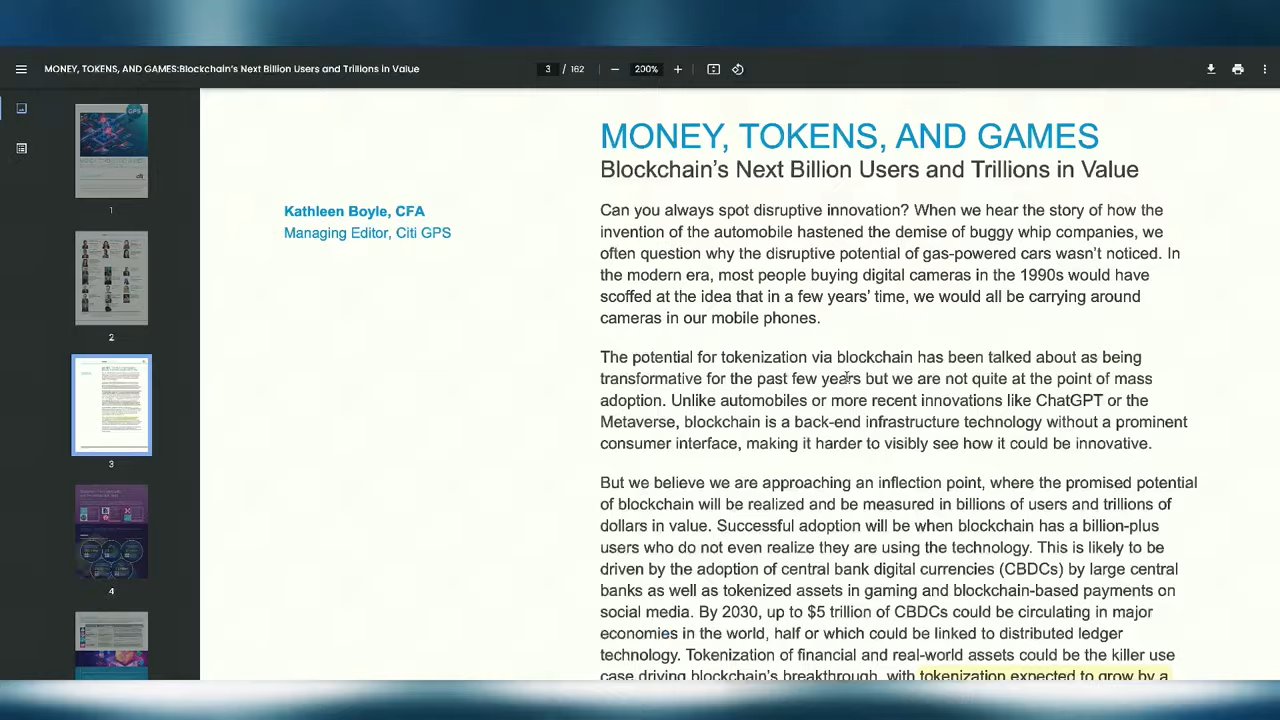 MONEY, TOKENS, AND GAMES:Blockchain's Next Billion Users and Trillions in Value
3 / 162
200%
1
2
3
4
MONEY, TOKENS, AND GAMES
Blockchain's Next Billion Users and Trillions in Value
Kathleen Boyle, CFA
Managing Editor, Citi GPS
Can you always spot disruptive innovation? When we hear the story of how the
invention of the automobile hastened the demise of buggy whip companies, we
often question why the disruptive potential of gas-powered cars wasn't noticed. In
the modern era, most people buying digital cameras in the 1990s would have
scoffed at the idea that in a few years' time, we would all be carrying around
cameras in our mobile phones.
The potential for tokenization via blockchain has been talked about as being
transformative for the past few years but we are not quite at the point of mass
adoption. Unlike automobiles or more recent innovations like ChatGPT or the
Metaverse, blockchain is a back-end infrastructure technology without a prominent
consumer interface, making it harder to visibly see how it could be innovative.
But we believe we are approaching an inflection point, where the promised potential
of blockchain will be realized and be measured in billions of users and trillions of
dollars in value. Successful adoption will be when blockchain has a billion-plus
users who do not even realize they are using the technology. This is likely to be
driven by the adoption of central bank digital currencies (CBDCs) by large central
banks as well as tokenized assets in gaming and blockchain-based payments on
social media. By 2030, up to $5 trillion of CBDCs could be circulating in major
economies in the world, half or which could be linked to distributed ledger
technology. Tokenization of financial and real-world assets could be the killer use
case driving blockchain's breakthrough, with tokenization expected to grow by a